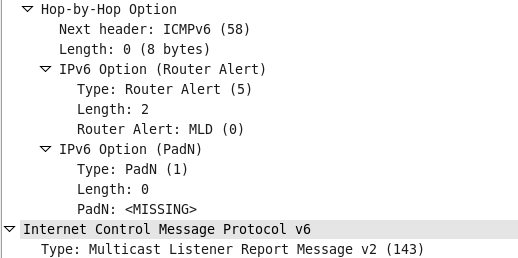 Hop-by-Hop Option
Next header: ICMPv6 (58)
Length: 0 (8 bytes)
IPv6 Option (Router Alert)
Type: Router Alert (5)
Length: 2
Router Alert: MLD (0)
IPv6 Option (PadN)
Type: PadN (1)
Length: 0
PadN: <MISSING>
Internet Control Message Protocol v6
Type: Multicast Listener Report Message v2 (143)